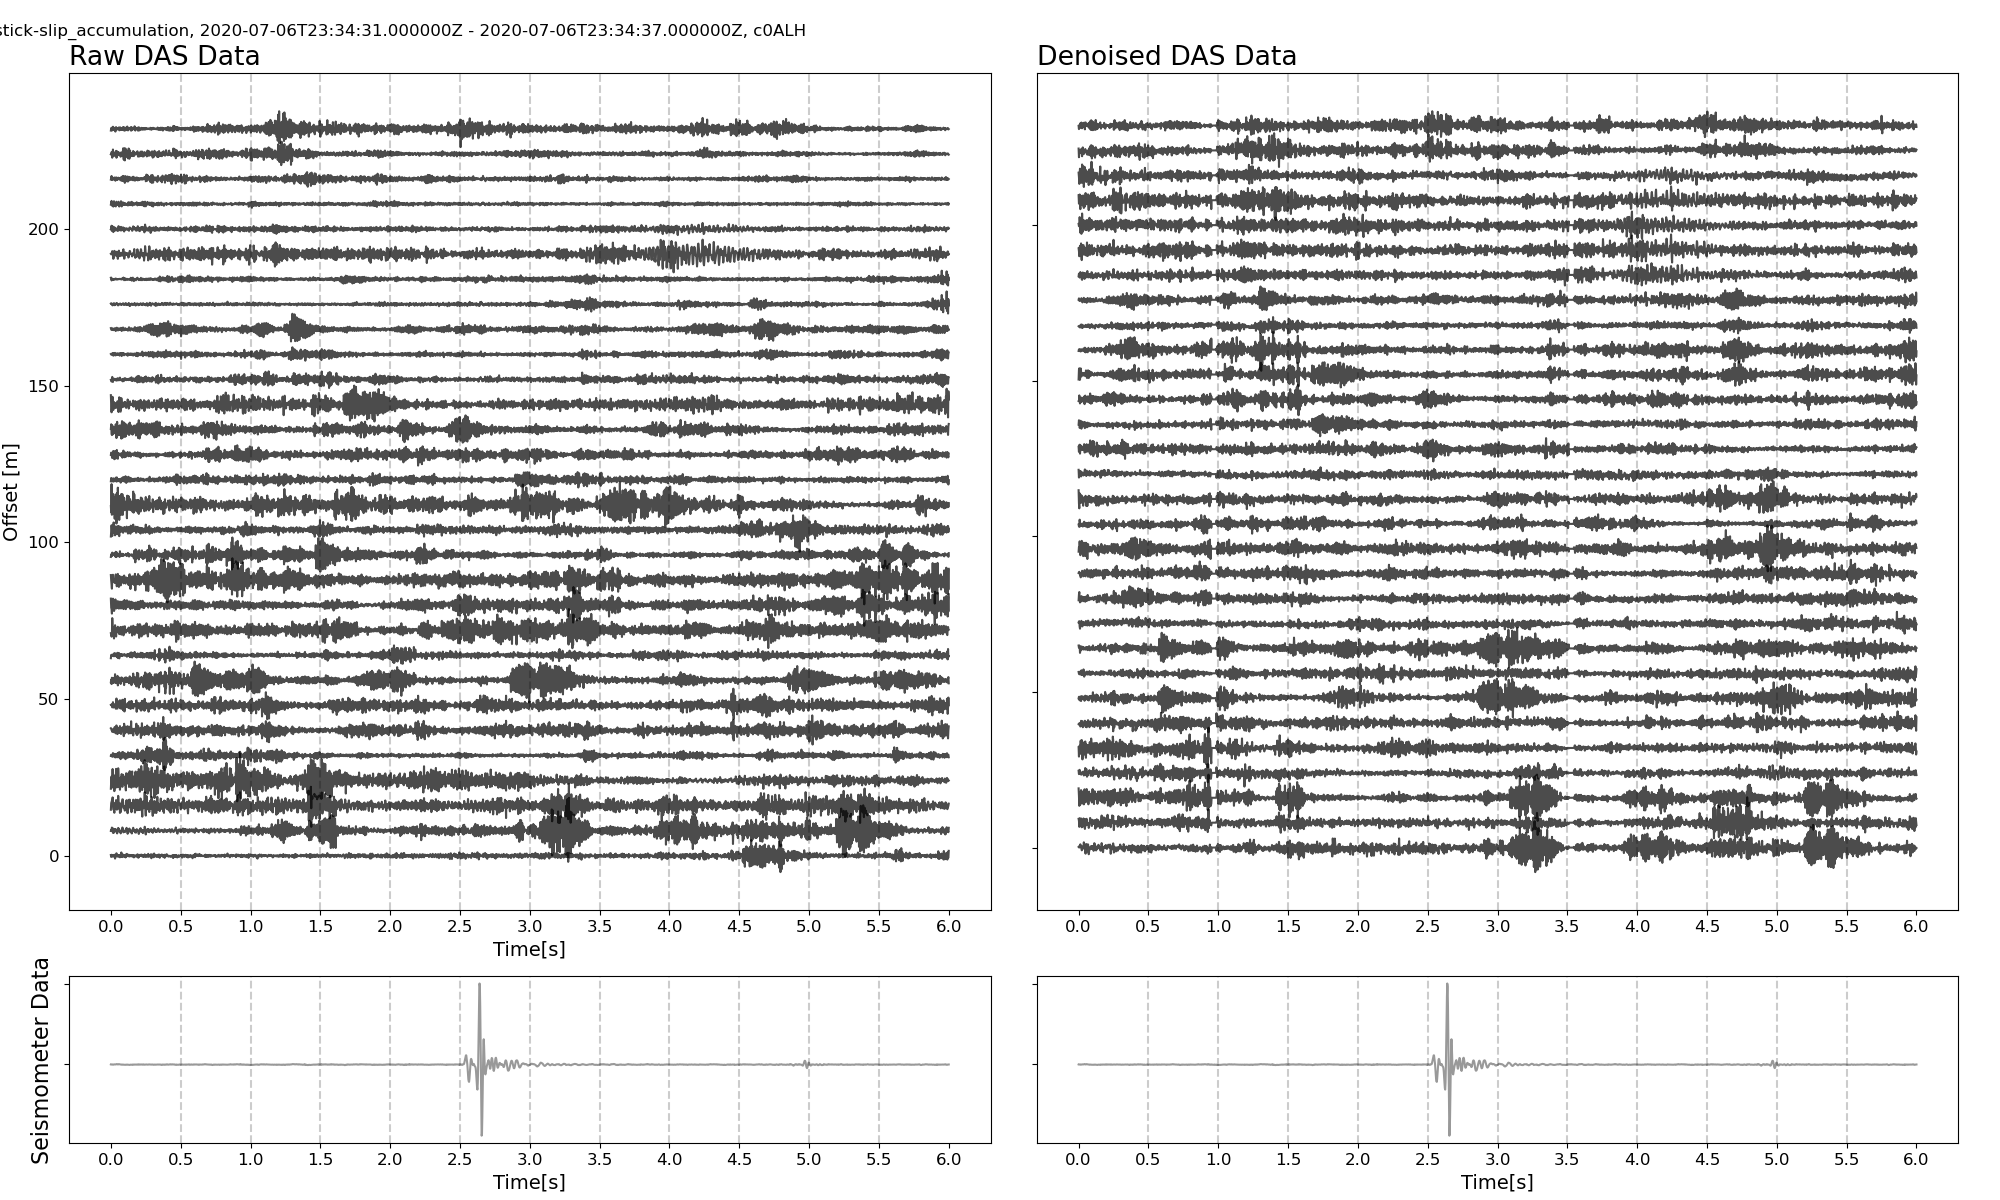 stick-slip_accumulation, 2020-07-06T23:34:31.000000Z - 2020-07-06T23:34:37.000000Z, c0ALH
Raw DAS Data
Denoised DAS Data
Offset [m]
200
150
100
50
0
0.0 0.5 1.0 1.5 2.0 2.5 3.0 3.5 4.0 4.5 5.0 5.5 6.0
Time[s]
0.0 0.5 1.0 1.5 2.0 2.5 3.0 3.5 4.0 4.5 5.0 5.5 6.0
Seismometer Data
0.0 0.5 1.0 1.5 2.0 2.5 3.0 3.5 4.0 4.5 5.0 5.5 6.0
Time[s]
0.0 0.5 1.0 1.5 2.0 2.5 3.0 3.5 4.0 4.5 5.0 5.5 6.0
Time[s]